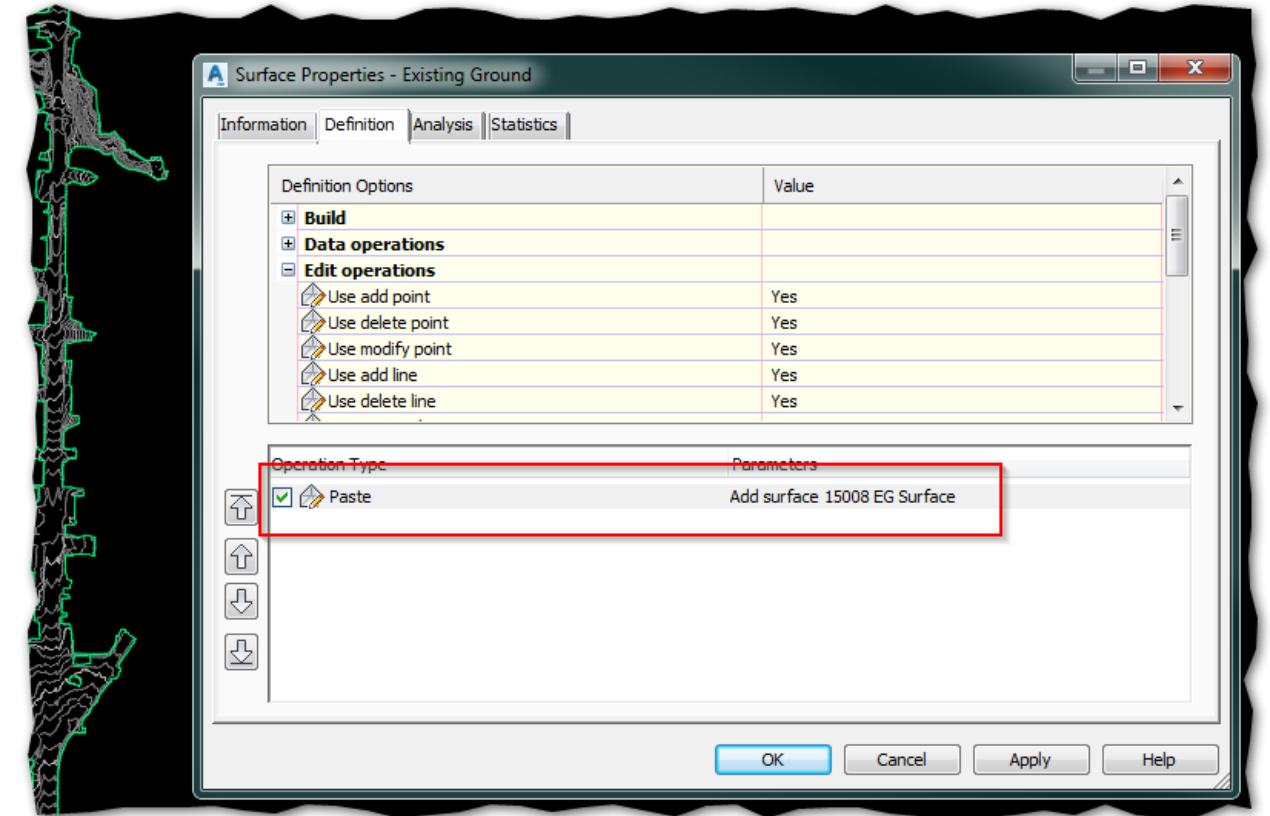 Surface Properties - Existing Ground
Information Definition Analysis Statistics
Definition Options Value
Build
Data operations
Edit operations
Use add point Yes
Use delete point Yes
Use modify point Yes
Use add line Yes
Use delete line Yes
Operation Type Parameters
Paste Add surface 15008 EG Surface
OK Cancel Apply Help